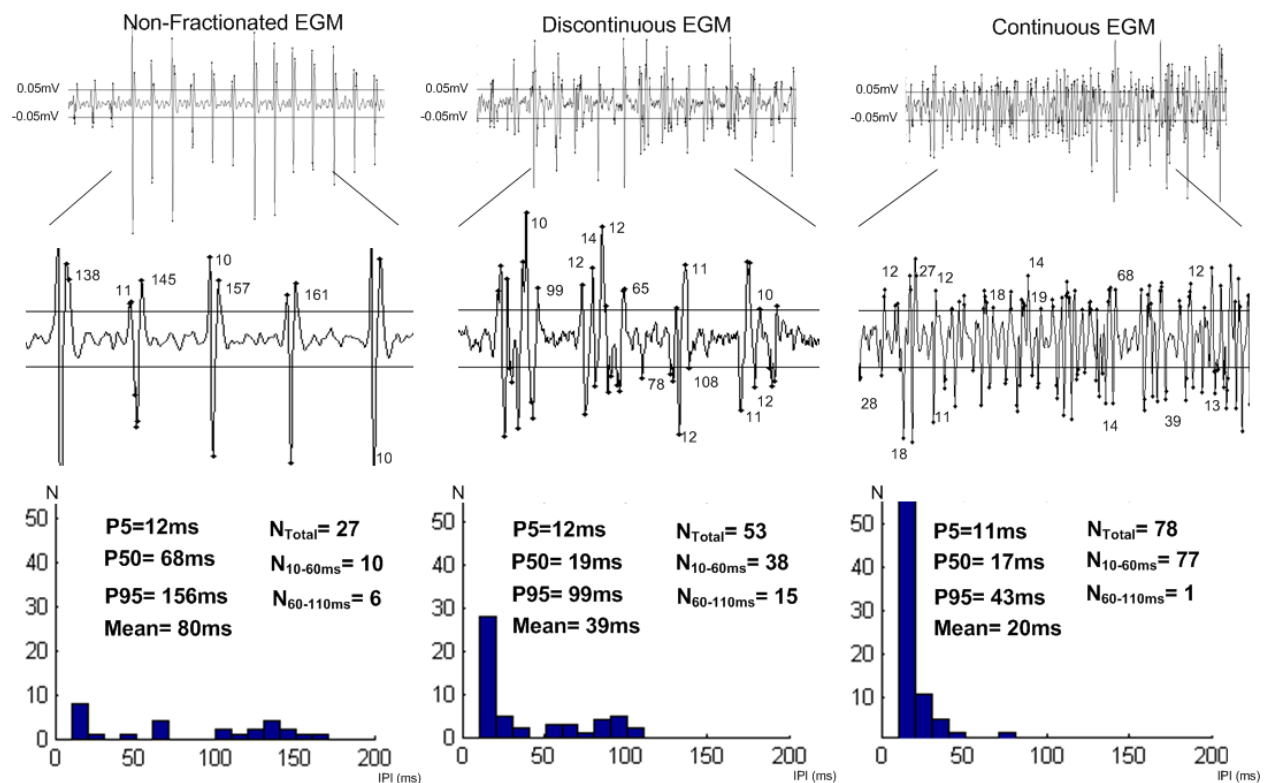 Non-Fractionated EGM
Discontinuous EGM
Continuous EGM
0.05mV
-0.05mV
0.05mV
-0.05mV
0.05mV
-0.05mV
138
11
145
10
157
161
10
10
14
12
12
99
65
11
10
78
108
12
11
12
12
27
12
14
18
19
68
12
28
18
11
14
39
13
N
50
40
30
20
10
0
P5=12ms
P50= 68ms
P95= 156ms
Mean= 80ms
NTotal= 27
N10-60ms= 10
N60-110ms= 6
0 50 100 150 200
IPI (ms)
N
50
40
30
20
10
0
P5=12ms
P50= 19ms
P95= 99ms
Mean= 39ms
NTotal= 53
N10-60ms= 38
N60-110ms= 15
0 50 100 150 200
IPI (ms)
N
50
40
30
20
10
0
P5=11ms
P50= 17ms
P95= 43ms
Mean= 20ms
NTotal= 78
N10-60ms= 77
N60-110ms= 1
0 50 100 150 200
IPI (ms)